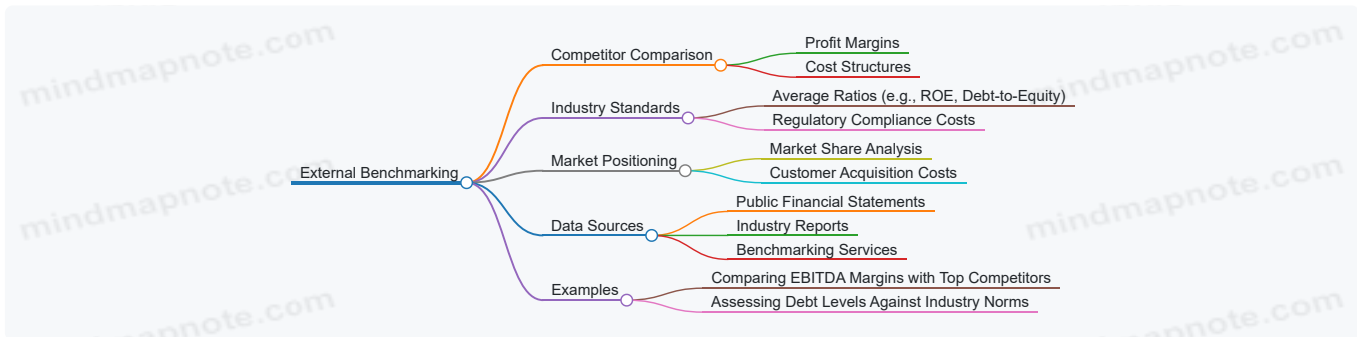 External Benchmarking
Competitor Comparison
Profit Margins
Cost Structures
Industry Standards
Average Ratios (e.g., ROE, Debt-to-Equity)
Regulatory Compliance Costs
Market Positioning
Market Share Analysis
Customer Acquisition Costs
Data Sources
Public Financial Statements
Industry Reports
Benchmarking Services
Examples
Comparing EBITDA Margins with Top Competitors
Assessing Debt Levels Against Industry Norms
mindmapnote.com
mindmapnote.com
mindmapnote.com
mindmapnote.com
mindmapnote.com
mindmapnote.com